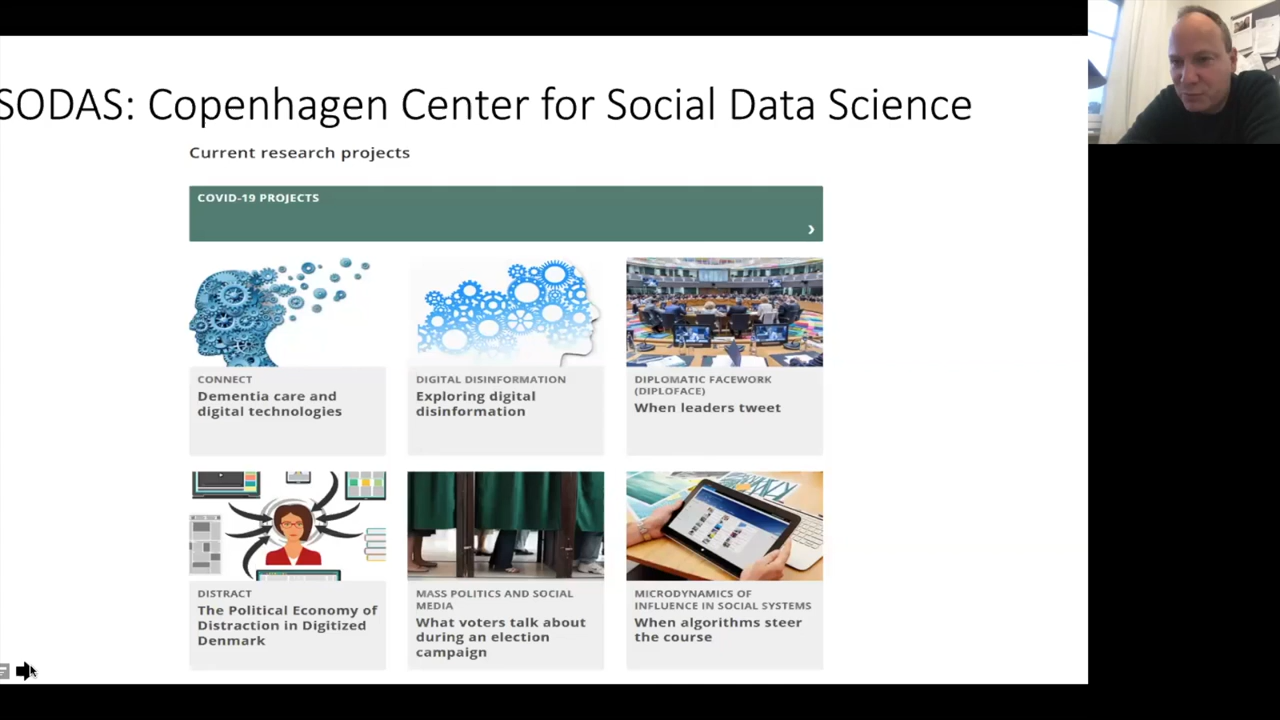 SODAS: Copenhagen Center for Social Data Science
Current research projects
COVID-19 PROJECTS
CONNECT
Dementia care and
digital technologies
DIGITAL DISINFORMATION
Exploring digital
disinformation
DIPLOMATIC FACEWORK
(DIPLOFACE)
When leaders tweet
DISTRACT
The Political Economy of
Distraction in Digitized
Denmark
MASS POLITICS AND SOCIAL
MEDIA
What voters talk about
during an election
campaign
MICRODYNAMICS OF
INFLUENCE IN SOCIAL SYSTEMS
When algorithms steer
the course